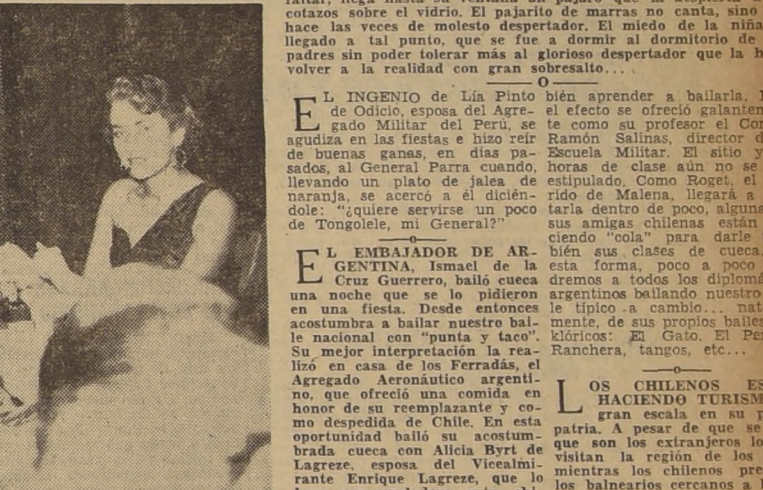 cotazos sobre el vidrio. El pajarito de marras no canta, sino
hace las veces de molesto despertador. El miedo de la niña
llegado a tal punto, que se fue a dormir al dormitorio de
padres sin poder tolerar más al glorioso despertador que la h
volver a la realidad con gran sobresalto...
O
EL INGENIO de Lía Pinto
de Odicio, esposa del Agre-
gado Militar del Perú, se
agudiza en las fiestas e hizo reír
de buenas ganas, en días pa-
sados, al General Parra cuando,
llevando un plato de jalea de
naranja, se acercó a él dicién-
dole: "¿quiere servirse un poco
de Tongolele, mi General?"
o
EL EMBAJADOR DE AR-
GENTINA, Ismael de la
Cruz Guerrero, bailó cueca
una noche que se lo pidieron
en una fiesta. Desde entonces
acostumbra a bailar nuestro bai-
le nacional con "punta y taco".
Su mejor interpretación la rea-
lizó en casa de los Ferradás, el
Agregado Aeronáutico argenti-
no, que ofreció una comida en
honor de su reemplazante y co-
mo despedida de Chile. En esta
oportunidad bailó su acostum-
brada cueca con Alicia Byrt de
Lagreze, esposa del Vicealmi-
rante Enrique Lagreze, que lo
bién aprender a bailarla.
el efecto se ofreció galanten
te como su profesor el Cor
Ramón Salinas, director d
Escuela Militar. El sitio y
horas de clase aún no se
estipulado. Como Roget, el
rido de Malena, llegará a
tarla dentro de poco, alguna
sus amigas chilenas están
ciendo "cola" para darle
bién sus clases de cueca.
esta forma, poco a poco
dremos a todos los diplomá
argentinos bailando nuestro
le típico a cambio... nat
mente, de sus propios bailes
klóricos: El Gato. El Pe
Ranchera, tangos, etc...
o
LOS CHILENOS ES
HACIENDO TURISM
gran escala en su p
patria. A pesar de que se
que son los extranjeros lo
visitan la región de los
mientras los chilenos pre
los balnearios cercanos a l